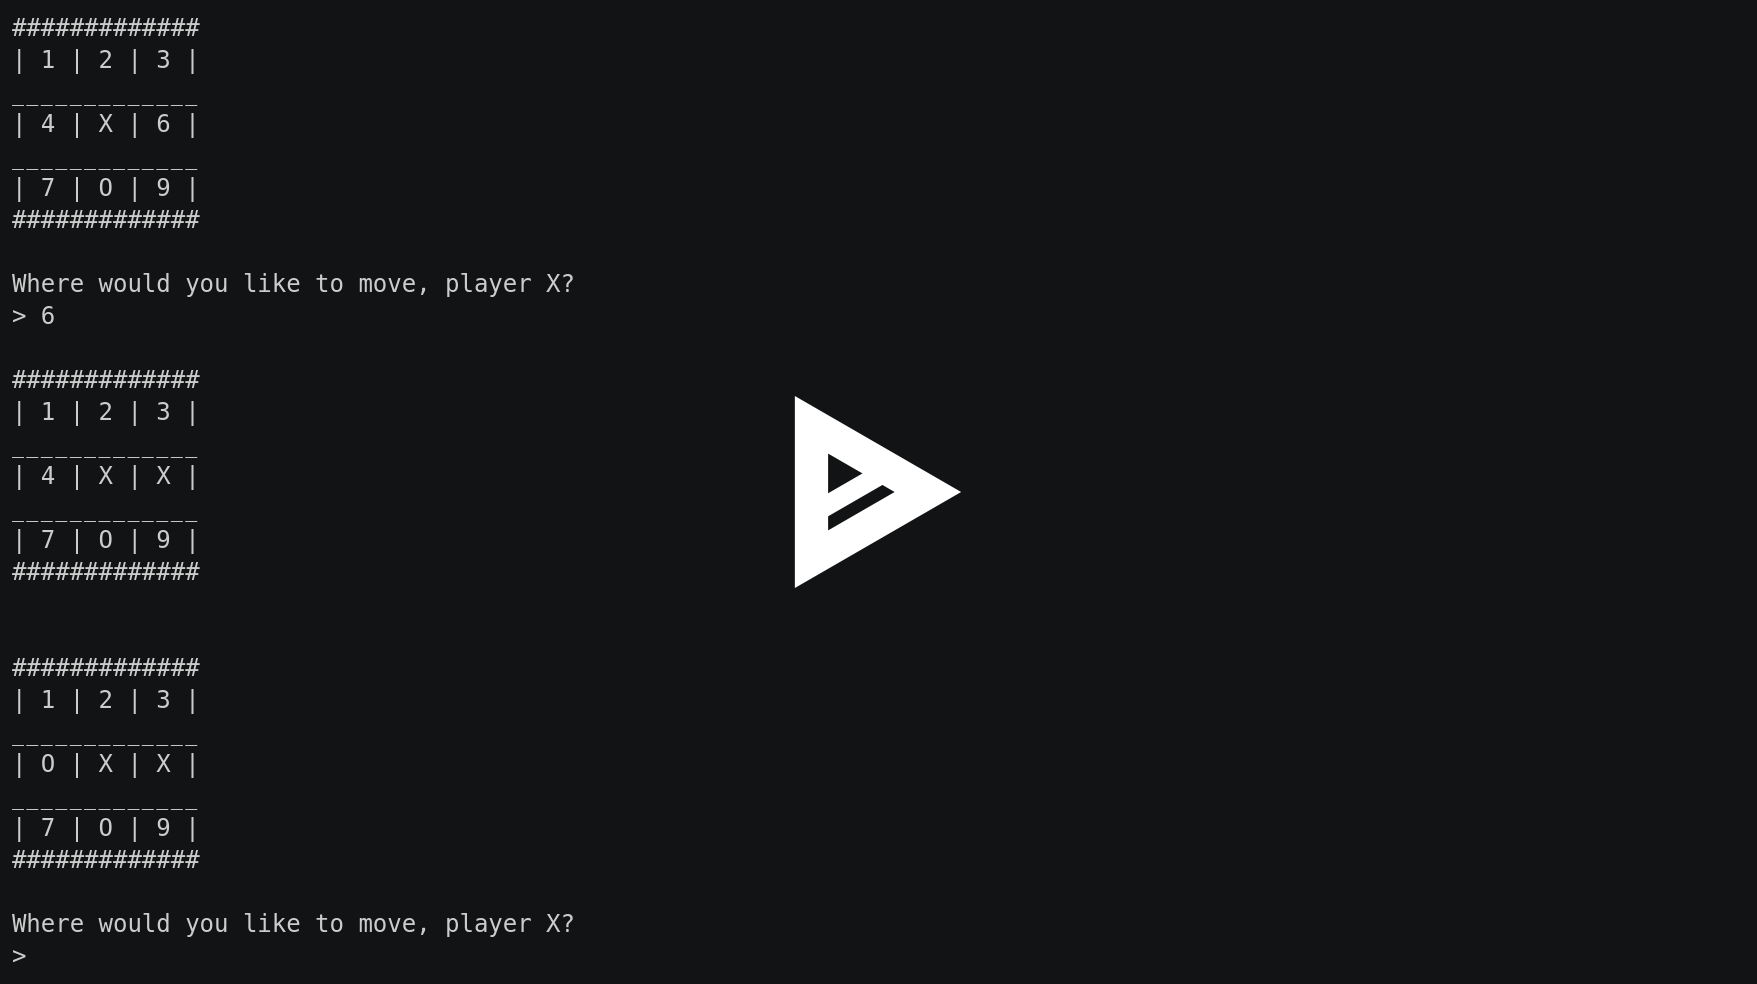 #############
| 1 | 2 | 3 |
_____________
| 4 | X | 6 |
_____________
| 7 | O | 9 |
#############
Where would you like to move, player X?
> 6
#############
| 1 | 2 | 3 |
_____________
| 4 | X | X |
_____________
| 7 | O | 9 |
#############
#############
| 1 | 2 | 3 |
_____________
| O | X | X |
_____________
| 7 | O | 9 |
#############
Where would you like to move, player X?
>